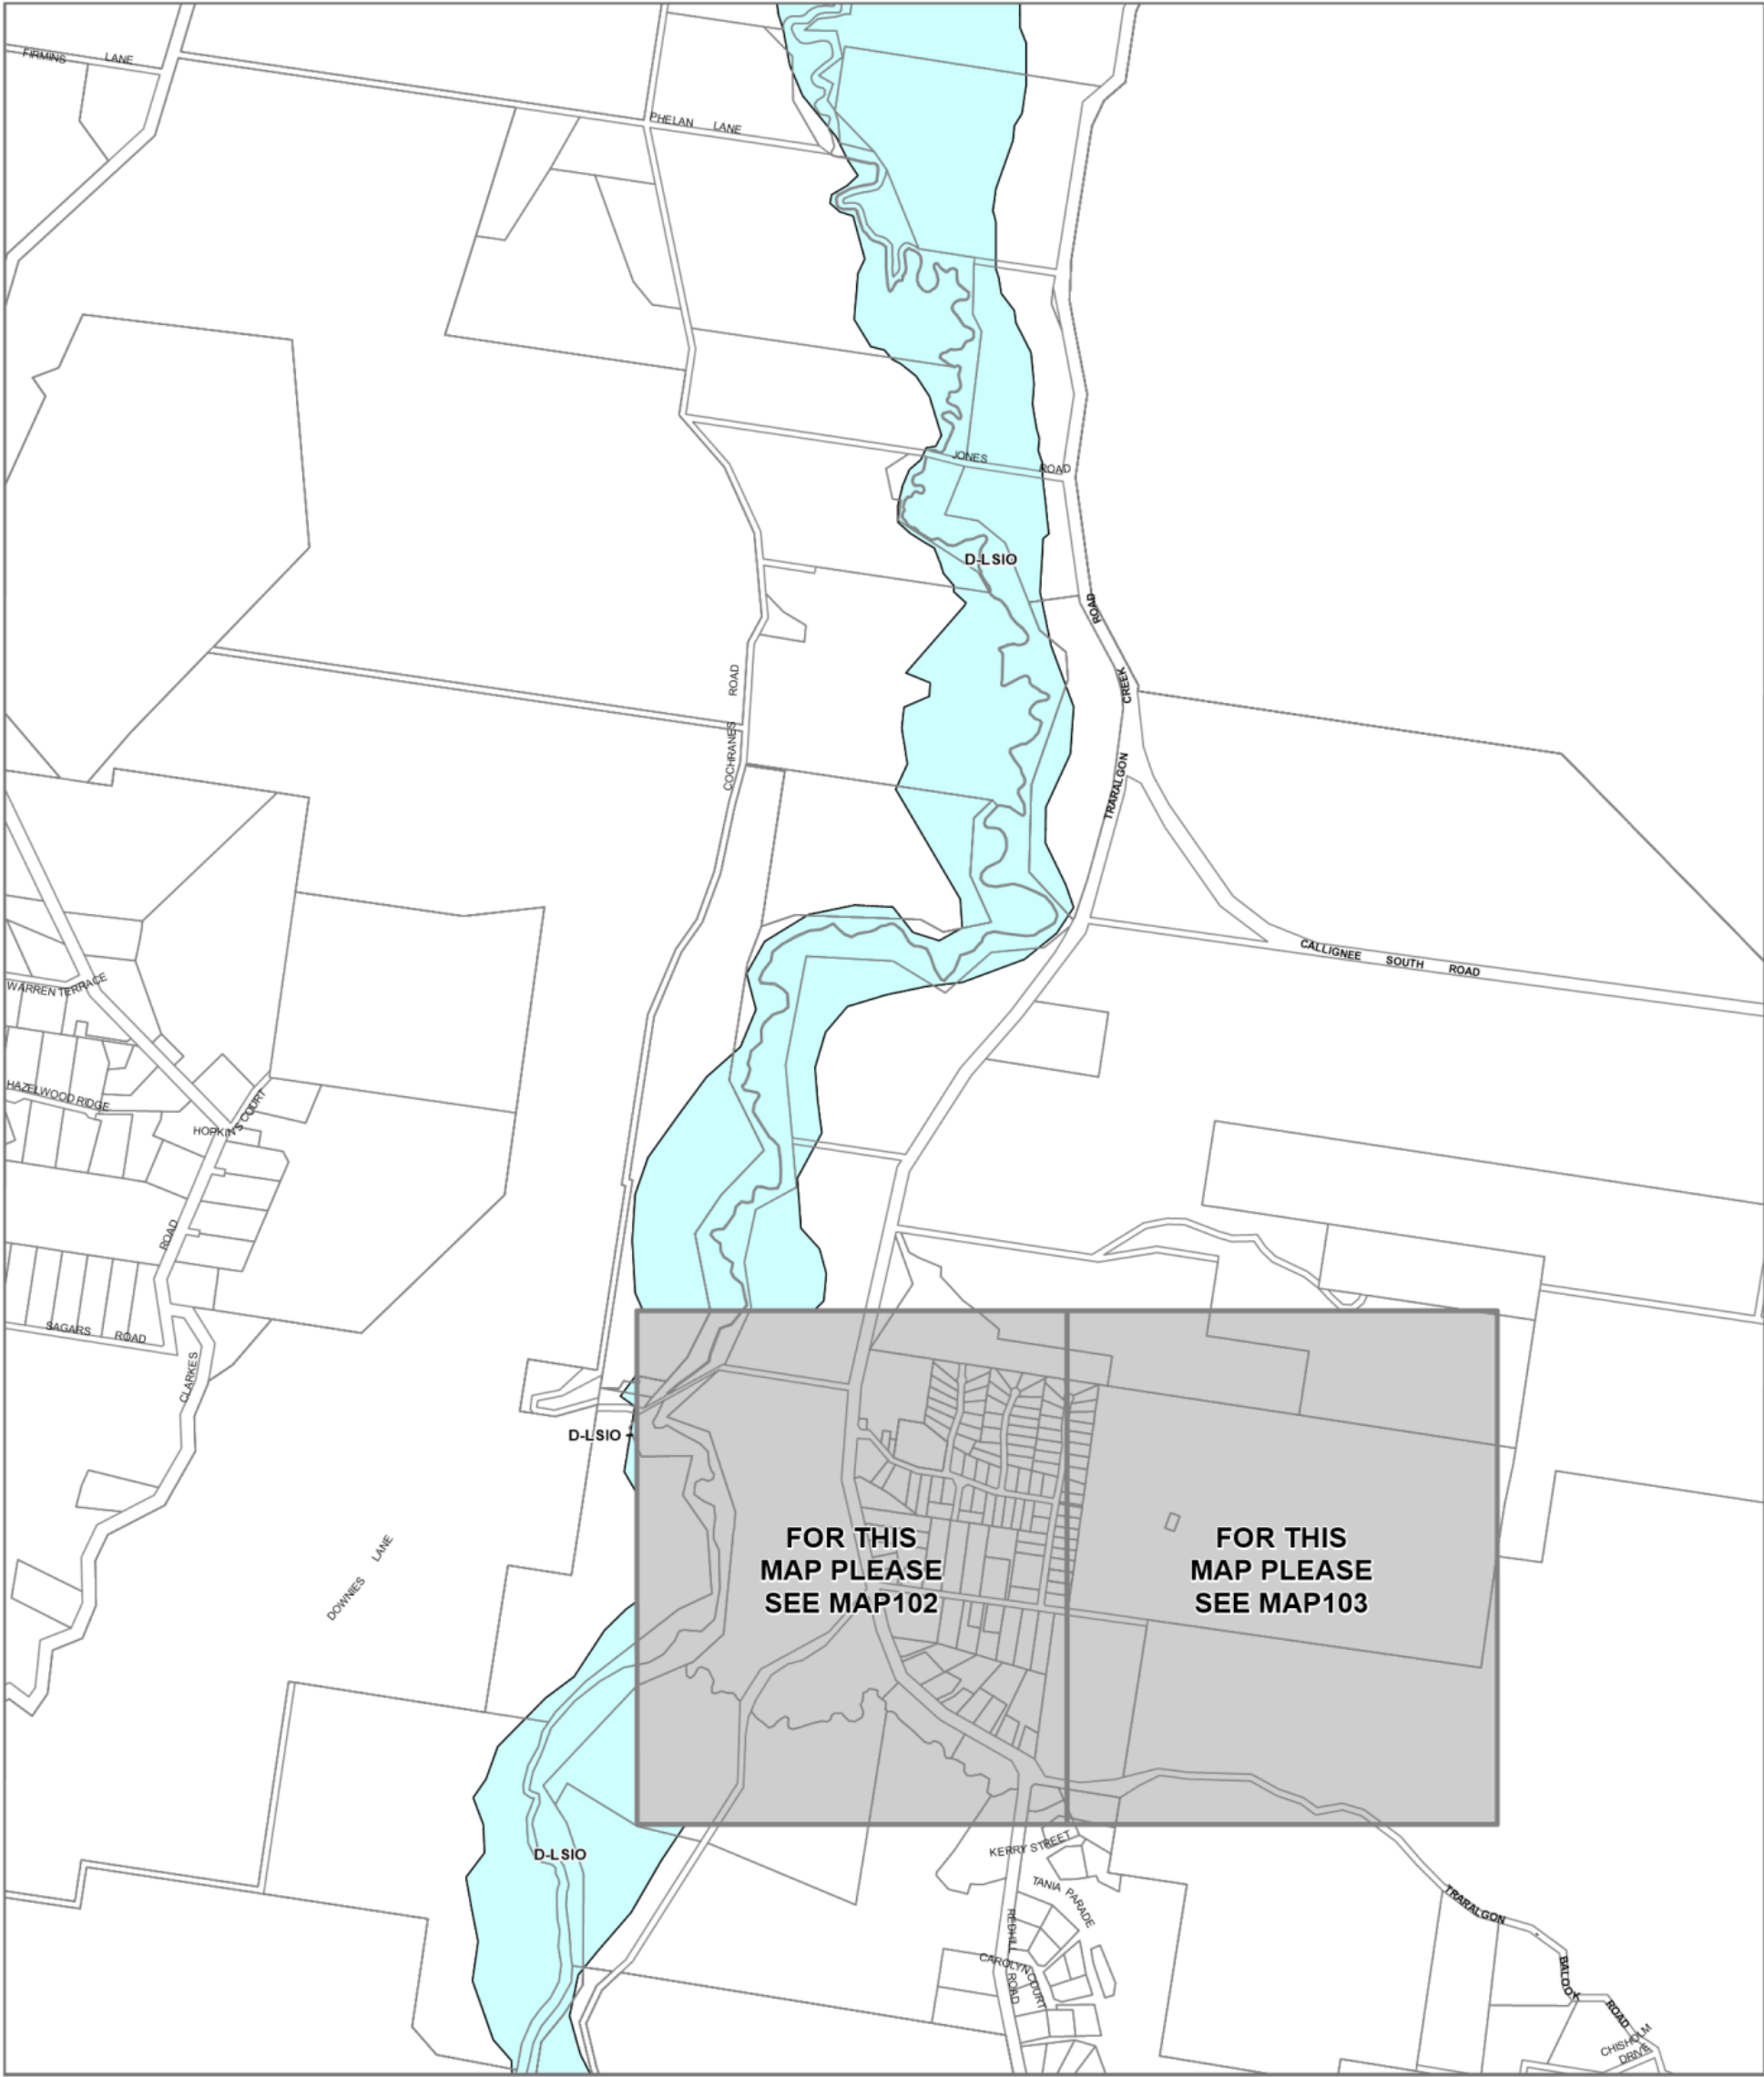 FIRMINS LANE
PHELAN LANE
JONES ROAD
D-LSIO
ROAD
CREEK
TRARALGON
ROAD
COCHRANES
CALLIGNEE SOUTH ROAD
WARREN TERRACE
HAZELWOOD RIDGE
HOPKIN'S COURT
ROAD
SAGARS ROAD
CLARKES
D-LSIO
DOWNIES LANE
FOR THIS
MAP PLEASE
SEE MAP102
FOR THIS
MAP PLEASE
SEE MAP103
D-LSIO
KERRY STREET
TANIA PARADE
REDHILL ROAD
CAROLYN COURT
TRARALGON
BALOOK
ROAD
CHISHOLM
DRIVE